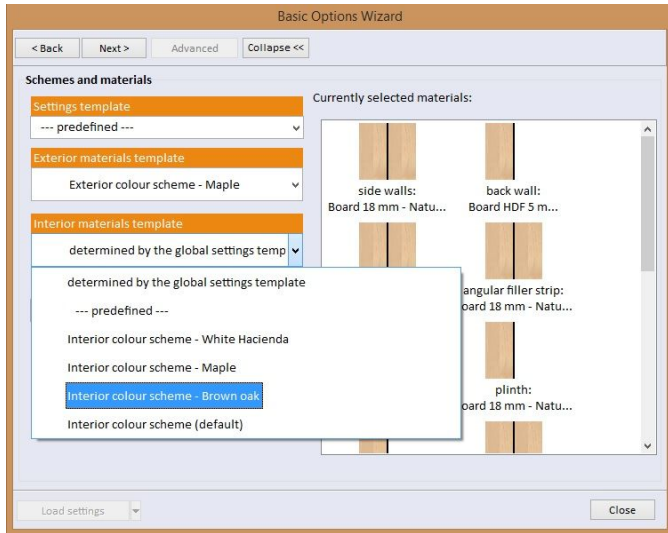 Basic Options Wizard
< Back
Next >
Advanced
Collapse <<
Schemes and materials
Settings template
--- predefined ---
Exterior materials template
Exterior colour scheme - Maple
Interior materials template
determined by the global settings temp
determined by the global settings template
--- predefined ---
Interior colour scheme - White Hacienda
Interior colour scheme - Maple
Interior colour scheme - Brown oak
Interior colour scheme (default)
Currently selected materials:
side walls:
Board 18 mm - Natu...
back wall:
Board HDF 5 m...
angular filler strip:
oard 18 mm - Natu...
plinth:
oard 18 mm - Natu...
Load settings
Close